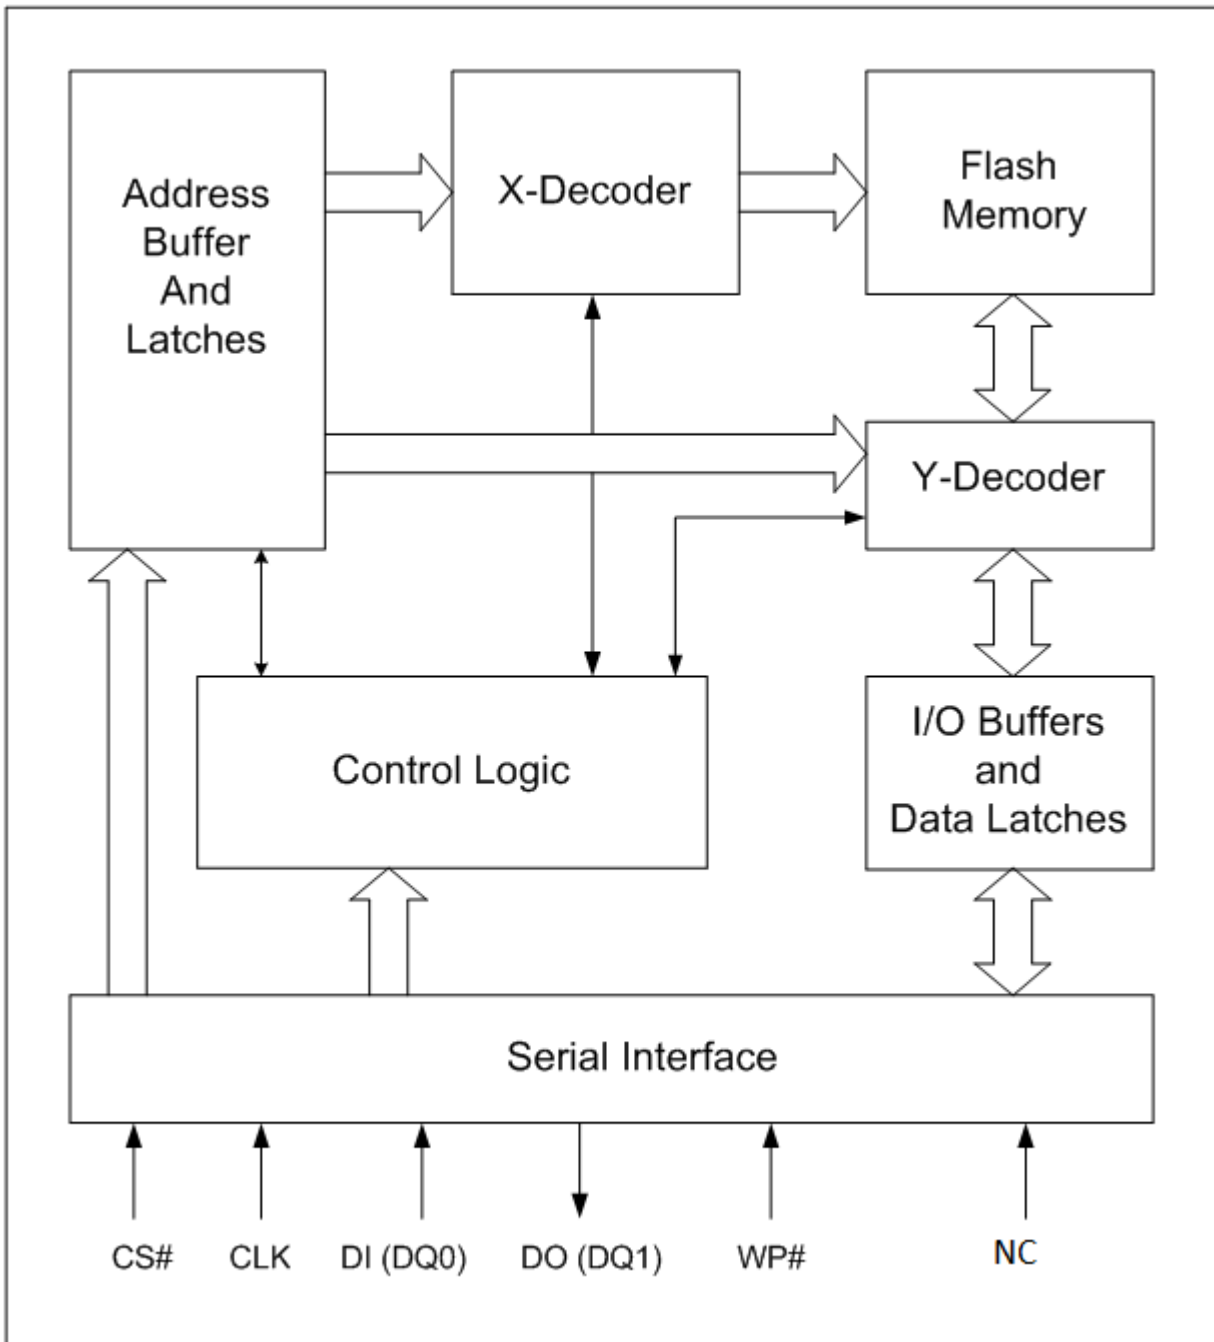 Address
Buffer
And
Latches
X-Decoder
Flash
Memory
Y-Decoder
Control Logic
I/O Buffers
and
Data Latches
Serial Interface
CS#
CLK
DI (DQ0)
DO (DQ1)
WP#
NC